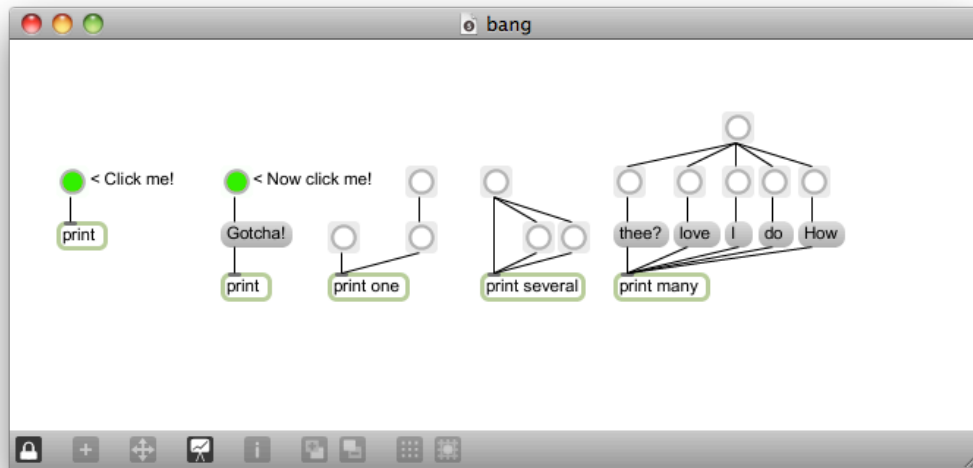 bang
< Click me!
< Now click me!
print
Gotcha!
thee?
love
I
do
How
print
print one
print several
print many